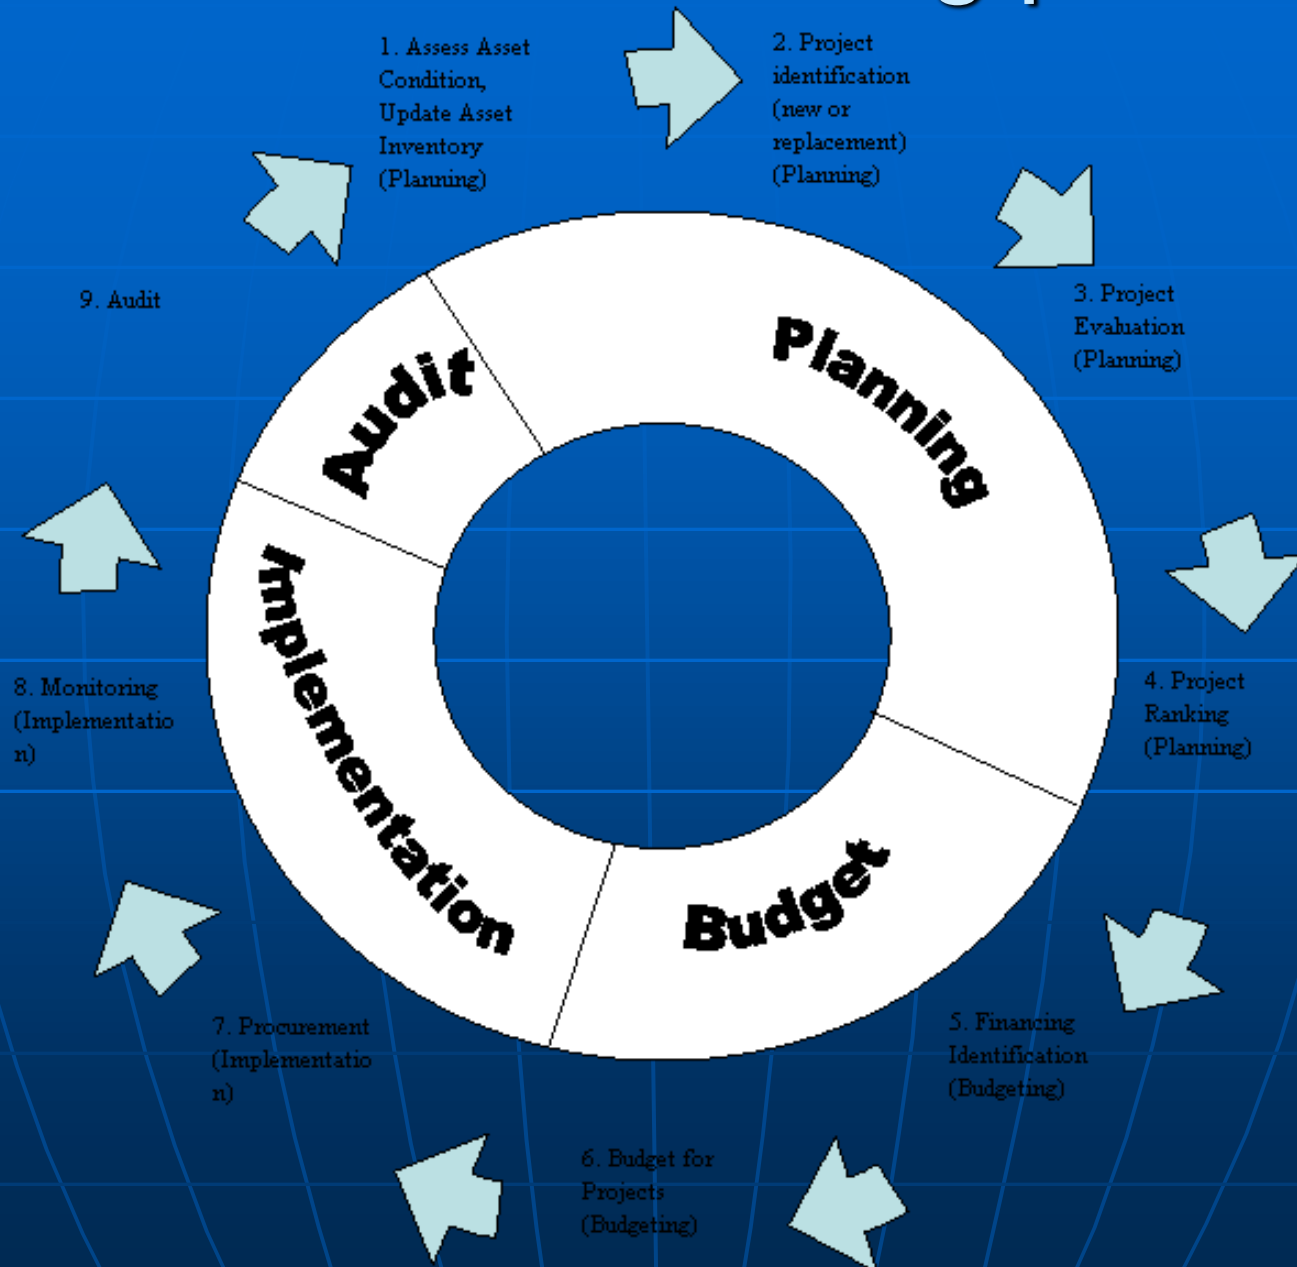 1. Assess Asset
Condition,
Update Asset
Inventory
(Planning)
2. Project
identification
(new or
replacement)
(Planning)
3. Project
Evaluation
(Planning)
4. Project
Ranking
(Planning)
5. Financing
Identification
(Budgeting)
6. Budget for
Projects
(Budgeting)
7. Procurement
(Implementatio
n)
8. Monitoring
(Implementatio
n)
9. Audit
Planning
Budget
Implementation
Audit